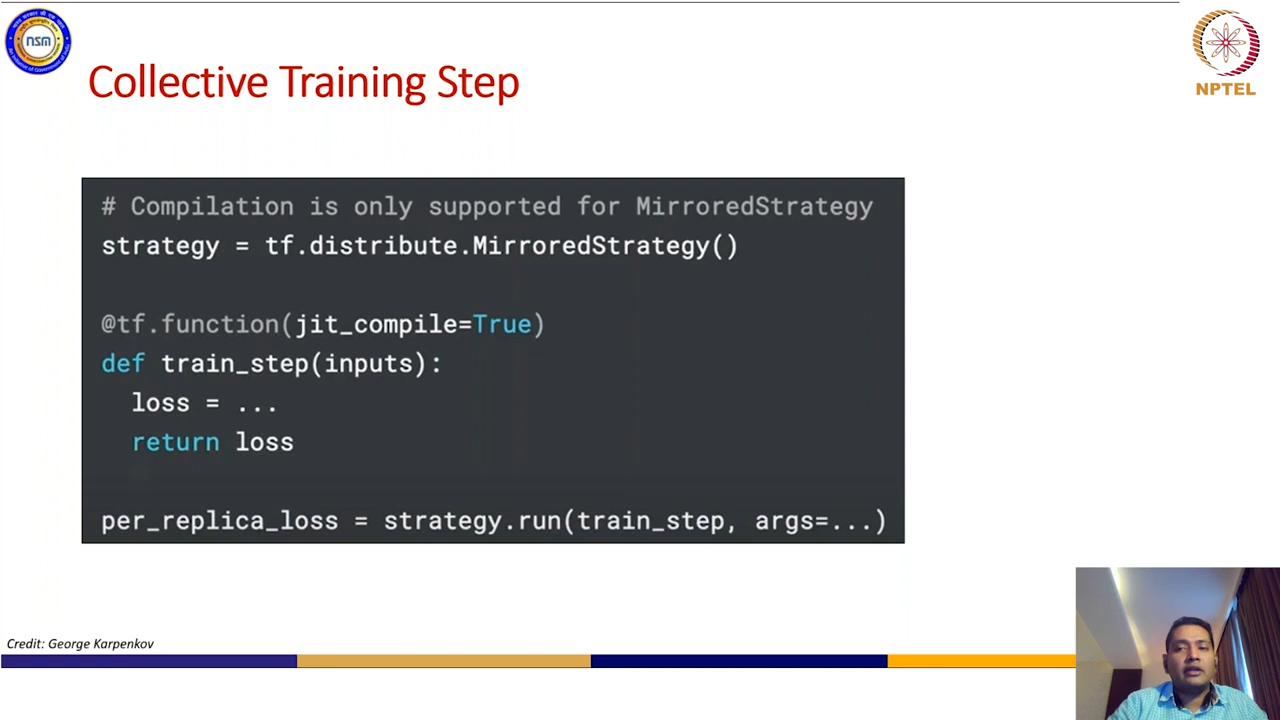 nsm
NPTEL
Collective Training Step
# Compilation is only supported for MirroredStrategy
strategy = tf.distribute.MirroredStrategy()
@tf.function(jit_compile=True)
def train_step(inputs):
loss = ...
return loss
per_replica_loss = strategy.run(train_step, args=...)
Credit: George Karpenkov